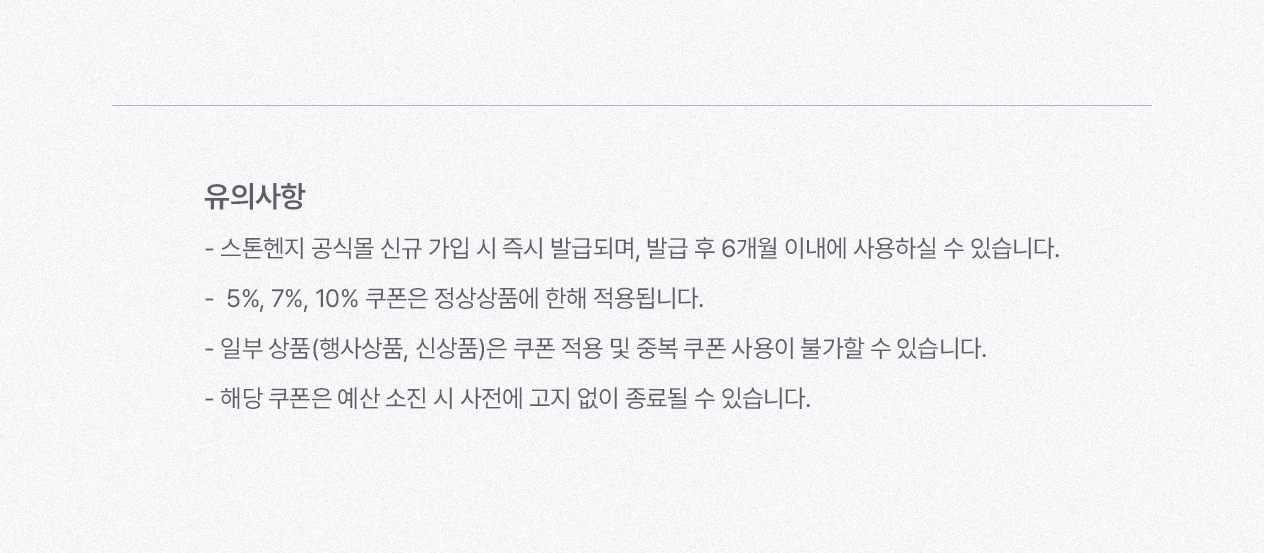 유의사항
- 스톤헨지 공식몰 신규 가입 시 즉시 발급되며, 발급 후 6개월 이내에 사용하실 수 있습니다.
- 5%, 7%, 10% 쿠폰은 정상상품에 한해 적용됩니다.
- 일부 상품(행사상품, 신상품)은 쿠폰 적용 및 중복 쿠폰 사용이 불가할 수 있습니다.
- 해당 쿠폰은 예산 소진 시 사전에 고지 없이 종료될 수 있습니다.